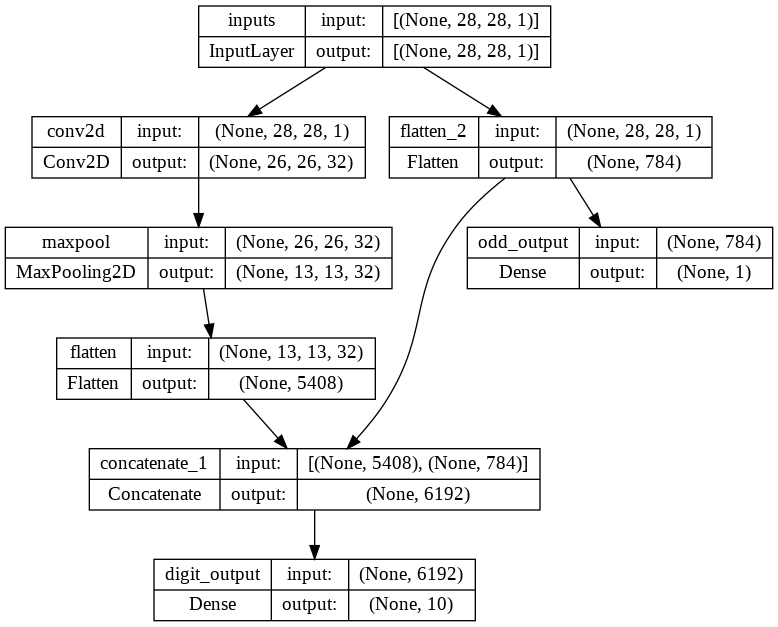 inputs input: [(None, 28, 28, 1)]
InputLayer output: [(None, 28, 28, 1)]
conv2d input: (None, 28, 28, 1)
Conv2D output: (None, 26, 26, 32)
flatten_2 input: (None, 28, 28, 1)
Flatten output: (None, 784)
maxpool input: (None, 26, 26, 32)
MaxPooling2D output: (None, 13, 13, 32)
odd_output input: (None, 784)
Dense output: (None, 1)
flatten input: (None, 13, 13, 32)
Flatten output: (None, 5408)
concatenate_1 input: [(None, 5408), (None, 784)]
Concatenate output: (None, 6192)
digit_output input: (None, 6192)
Dense output: (None, 10)